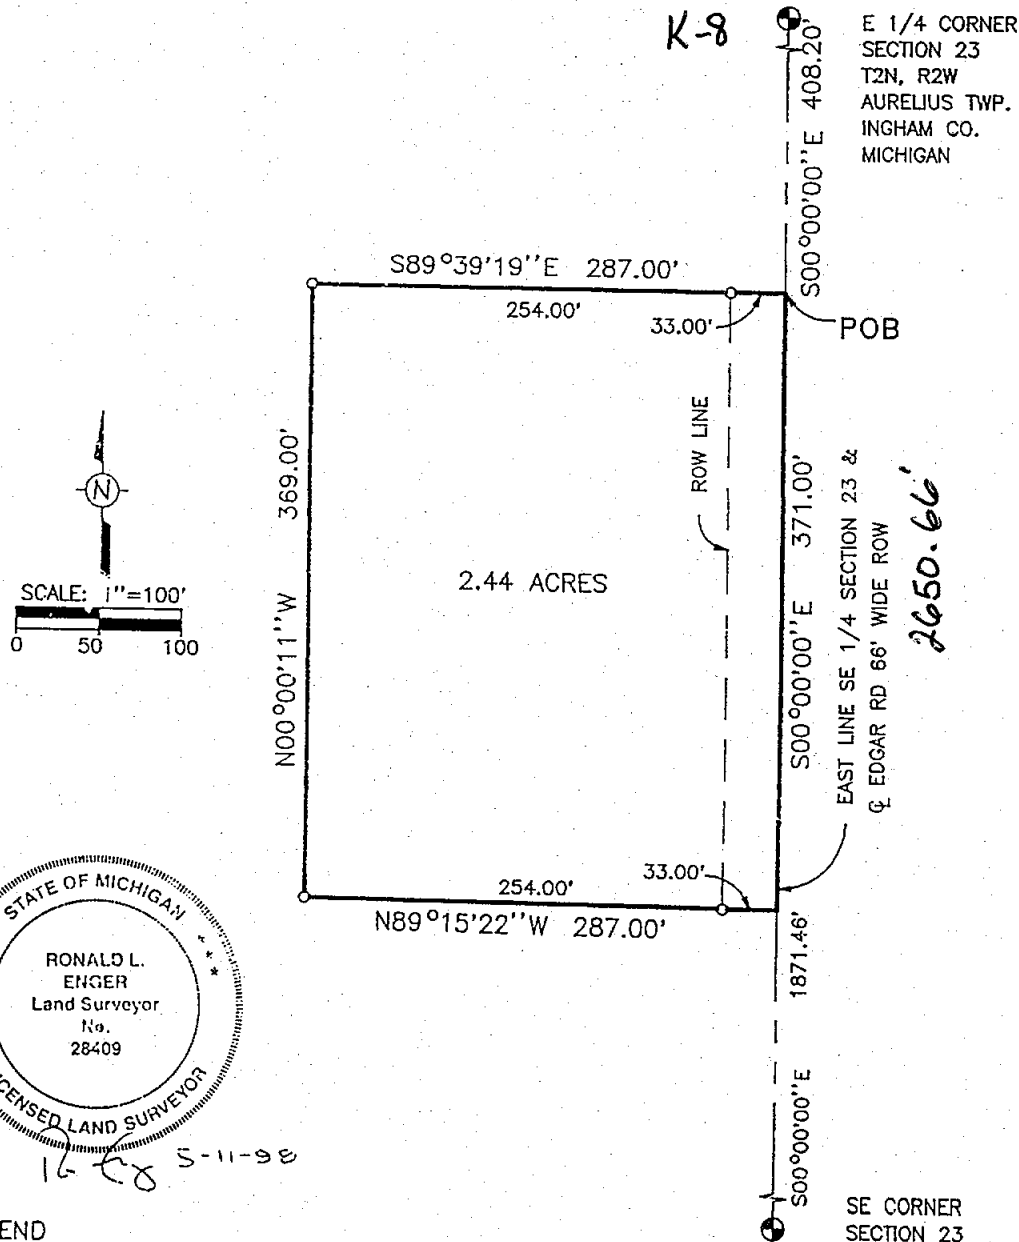 K-8
E 1/4 CORNER
SECTION 23
T2N, R2W
AURELIUS TWP.
INGHAM CO.
MICHIGAN
S00°00'00''E 408.20'
S89°39'19''E 287.00'
254.00'
33.00'
POB
ROW LINE
N00°00'11''W 369.00'
2.44 ACRES
S00°00'00''E 371.00'
EAST LINE SE 1/4 SECTION 23 &
℄ EDGAR RD 66' WIDE ROW
2650.66'
N
SCALE: 1''=100'
0 50 100
254.00'
33.00'
N89°15'22''W 287.00'
1871.46'
S00°00'00''E
STATE OF MICHIGAN
RONALD L.
ENGER
Land Surveyor
No.
28409
CENSED LAND SURVEYOR
5-11-98
SE CORNER
SECTION 23
END